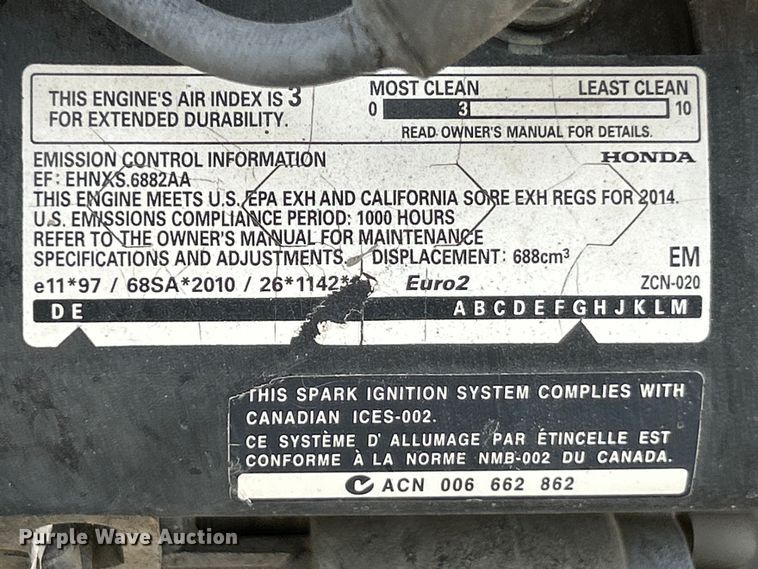 THIS ENGINE'S AIR INDEX IS 3
FOR EXTENDED DURABILITY.
MOST CLEAN LEAST CLEAN
0 3 10
READ OWNER'S MANUAL FOR DETAILS.
EMISSION CONTROL INFORMATION HONDA
EF: EHNXS.6882AA
THIS ENGINE MEETS U.S. EPA EXH AND CALIFORNIA SORE EXH REGS FOR 2014.
U.S. EMISSIONS COMPLIANCE PERIOD: 1000 HOURS
REFER TO THE OWNER'S MANUAL FOR MAINTENANCE
SPECIFICATIONS AND ADJUSTMENTS. DISPLACEMENT: 688cm³ EM
e11*97 / 68SA*2010 / 26*1142* Euro2 ZCN-020
D E A B C D E F G H J K L M
THIS SPARK IGNITION SYSTEM COMPLIES WITH
CANADIAN ICES-002.
CE SYSTÈME D' ALLUMAGE PAR ÉTINCELLE EST
CONFORME À LA NORME NMB-002 DU CANADA.
ACN 006 662 862
Purple Wave Auction